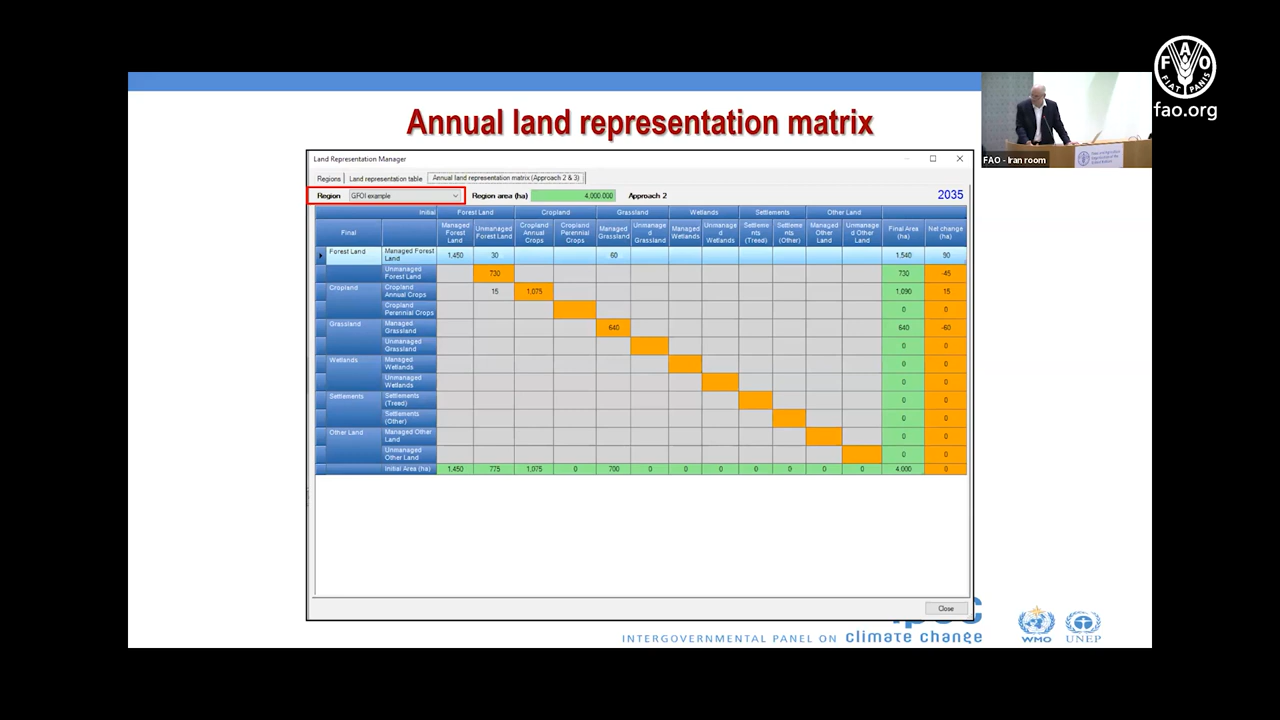 FAO
FIAT PANIS
fao.org
FAO - Iran room
Annual land representation matrix
Land Representation Manager
Regions Land representation table Annual land representation matrix (Approach 2 & 3)
Region GFOI example Region area (ha) 4,000.000 Approach 2 2035
Initial Forest Land Cropland Grassland Wetlands Settlements Other Land
Final Managed Forest Land Unmanaged Forest Land Cropland Annual Crops Cropland Perennial Crops Managed Grassland Unmanaged Grassland Managed Wetlands Unmanaged Wetlands Settlements (Treed) Settlements (Other) Managed Other Land Unmanaged Other Land Final Area (ha) Net change (ha)
Forest Land Managed Forest Land 1,450 30 60 1,540 90
Unmanaged Forest Land 730 730 -45
Cropland Cropland Annual Crops 15 1,075 1,090 15
Cropland Perennial Crops 0 0
Grassland Managed Grassland 640 640 -60
Unmanaged Grassland 0 0
Wetlands Managed Wetlands 0 0
Unmanaged Wetlands 0 0
Settlements Settlements (Treed) 0 0
Settlements (Other) 0 0
Other Land Managed Other Land 0 0
Unmanaged Other Land 0 0
Initial Area (ha) 1,450 775 1,075 0 700 0 0 0 0 0 0 0 4,000 0
Close
INTERGOVERNMENTAL PANEL ON climate change
WMO UNEP